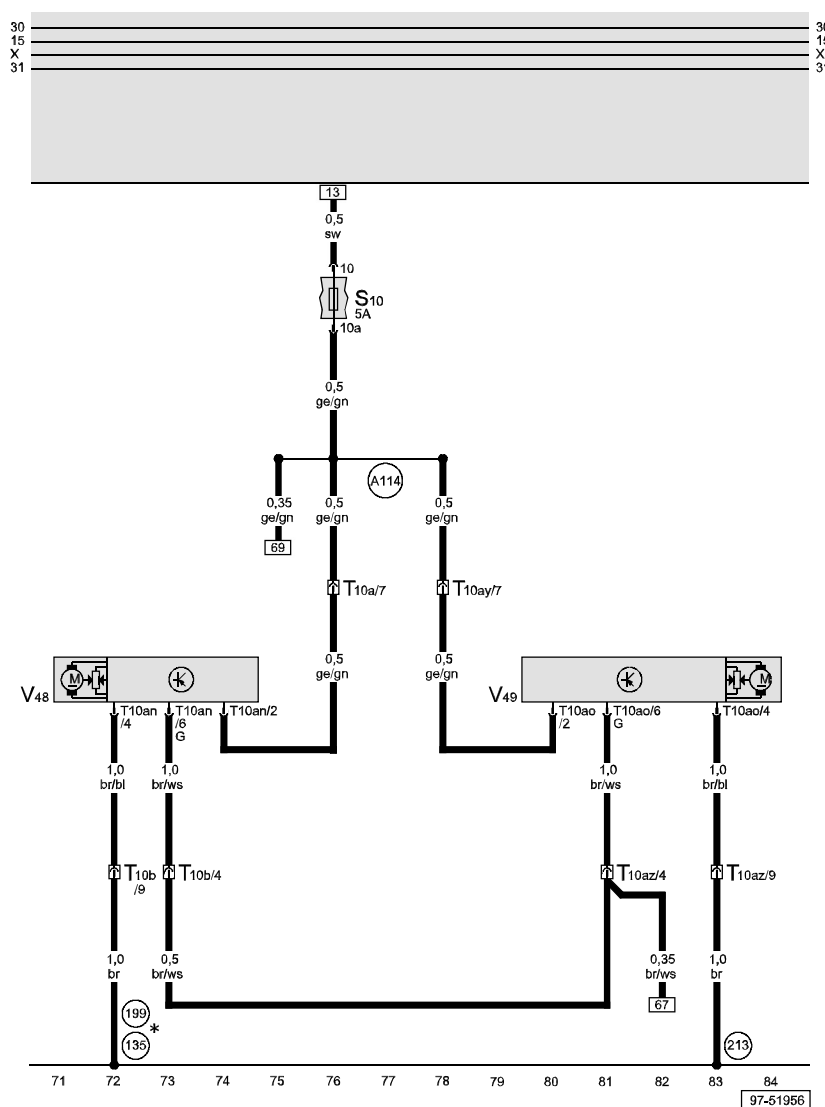 30
30
15
15
X
X
31
31
13
0,5
sw
10
S10
5A
10a
0,5
ge/gn
A114
0,35
ge/gn
0,5
ge/gn
0,5
ge/gn
69
T10a/7
T10ay/7
0,5
ge/gn
0,5
ge/gn
M
M
V48
V49
T10an
/4
T10an
/6
G
T10an/2
T10ao
/2
T10ao/6
G
T10ao/4
1,0
br/bl
1,0
br/ws
1,0
br/ws
1,0
br/bl
T10b
/9
T10b/4
T10az/4
T10az/9
1,0
br
0,5
br/ws
0,35
br/ws
1,0
br
67
199
*
135
213
71 72 73 74 75 76 77 78 79 80 81 82 83 84
97-51956